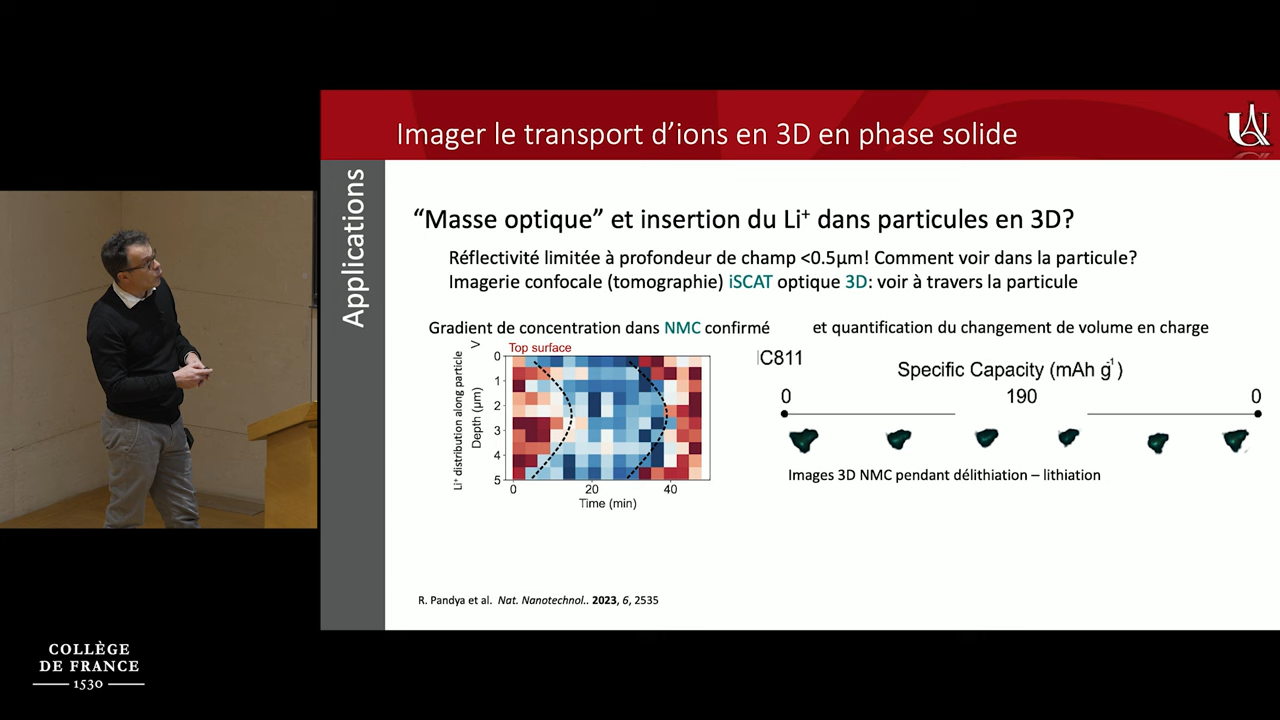 Imager le transport d’ions en 3D en phase solide
Applications
“Masse optique” et insertion du Li⁺ dans particules en 3D?
Réflectivité limitée à profondeur de champ <0.5µm! Comment voir dans la particule?
Imagerie confocale (tomographie) iSCAT optique 3D: voir à travers la particule
Gradient de concentration dans NMC confirmé
et quantification du changement de volume en charge
Top surface
V
Li⁺ distribution along particle
Depth (µm)
0
1
2
3
4
5
0 20 40
Time (min)
C811
Specific Capacity (mAh g⁻¹)
0 190 0
Images 3D NMC pendant délithiation – lithiation
R. Pandya et al. Nat. Nanotechnol.. 2023, 6, 2535
COLLÈGE
DE FRANCE
1530